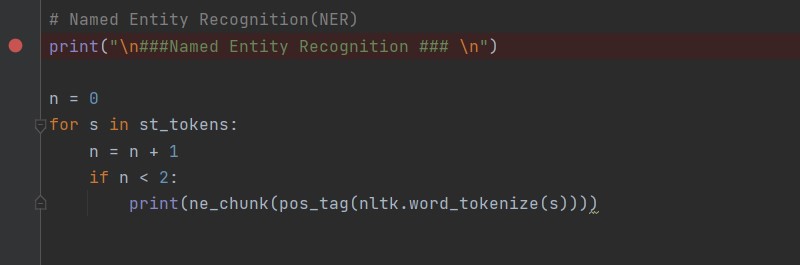 # Named Entity Recognition(NER)
print("\n###Named Entity Recognition ### \n")
n = 0
for s in st_tokens:
    n = n + 1
    if n < 2:
        print(ne_chunk(pos_tag(nltk.word_tokenize(s))))